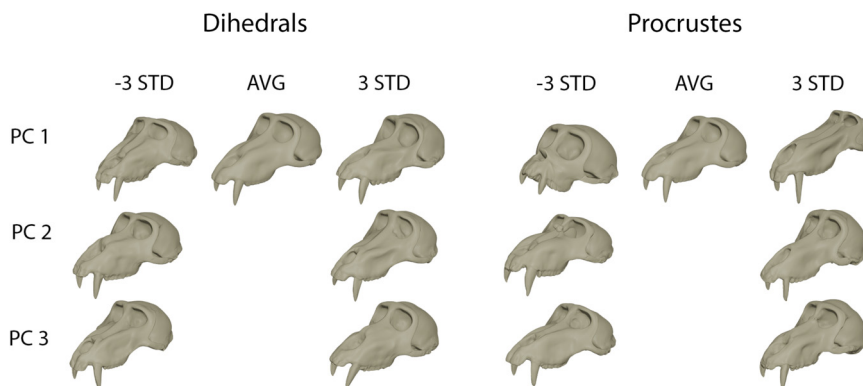 Dihedrals Procrustes
-3 STD AVG 3 STD -3 STD AVG 3 STD
PC 1
PC 2
PC 3